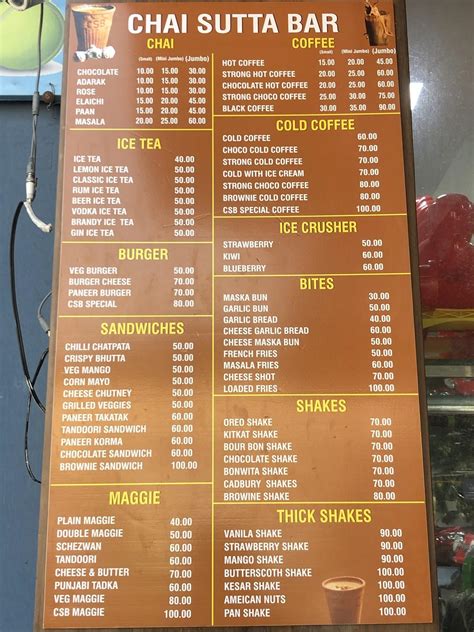 CHAI SUTTA BAR
CHAI
(Small) (Mini Jumbo) (Jumbo)
CHOCOLATE 10.00 15.00 30.00
ADARAK 10.00 15.00 30.00
ROSE 10.00 15.00 30.00
ELAICHI 20.00 25.00 60.00
PAAN 20.00 25.00 60.00
MASALA 20.00 25.00 60.00
ICE TEA
ICE TEA 40.00
LEMON ICE TEA 50.00
CLASSIC ICE TEA 50.00
RUM ICE TEA 50.00
BEER ICE TEA 50.00
VODKA ICE TEA 50.00
BRANDY ICE TEA 50.00
GIN ICE TEA 50.00
BURGER
VEG BURGER 50.00
BURGER CHEESE 70.00
PANEER BURGER 70.00
CSB SPECIAL 80.00
SANDWICHES
CHILLI CHATPATA 50.00
CRISPY BHUTTA 50.00
VEG MANGO 50.00
CORN MAYO 50.00
CHEESE CHUTNEY 50.00
GRILLED VEGGIES 50.00
PANEER TAKATAK 60.00
TANDOORI SANDWICH 60.00
PANEER KORMA 60.00
CHOCOLATE SANDWICH 60.00
BROWNIE SANDWICH 100.00
MAGGIE
PLAIN MAGGIE 40.00
DOUBLE MAGGIE 50.00
SCHEZWAN 60.00
TANDOORI 60.00
CHEESE & BUTTER 70.00
PUNJABI TADKA 60.00
VEG MAGGIE 80.00
CSB MAGGIE 100.00
COFFEE
(Small) (Mini Jumbo) (Jumbo)
HOT COFFEE 15.00 20.00 45.00
STRONG HOT COFFEE 20.00 25.00 60.00
CHOCOLATE HOT COFFEE 20.00 25.00 60.00
STRONG CHOCO COFFEE 25.00 30.00 75.00
BLACK COFFEE 30.00 35.00 90.00
COLD COFFEE
COLD COFFEE 60.00
CHOCO COLD COFFEE 70.00
STRONG COLD COFFEE 70.00
COLD WITH ICE CREAM 70.00
STRONG CHOCO COFFEE 80.00
BROWNIE COLD COFFEE 80.00
CSB SPECIAL COFFEE 100.00
ICE CRUSHER
STRAWBERRY 50.00
KIWI 60.00
BLUEBERRY 60.00
BITES
MASKA BUN 30.00
GARLIC BUN 50.00
GARLIC BREAD 40.00
CHEESE GARLIC BREAD 60.00
CHEESE MASKA BUN 50.00
FRENCH FRIES 50.00
MASALA FRIES 60.00
CHEESE SHOT 70.00
LOADED FRIES 100.00
SHAKES
OREO SHAKE 70.00
KITKAT SHAKE 70.00
BOUR BON SHAKE 70.00
CHOCOLATE SHAKE 70.00
BONWITA SHAKE 70.00
CADBURY SHAKES 70.00
BROWINE SHAKE 80.00
THICK SHAKES
VANILA SHAKE 90.00
STRAWBERRY SHAKE 90.00
MANGO SHAKE 90.00
BUTTERSCOTH SHAKE 90.00
KESAR SHAKE 100.00
AMEICAN NUTS 100.00
PAN SHAKE 100.00